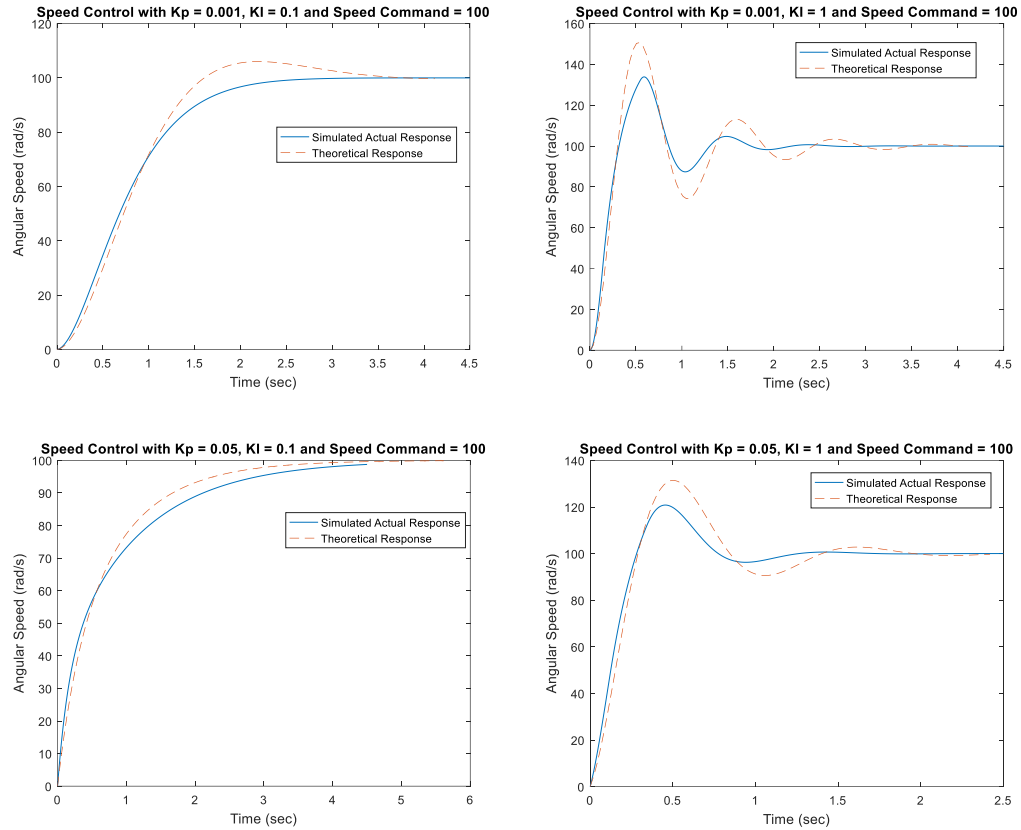 Speed Control with Kp = 0.001, KI = 0.1 and Speed Command = 100
120
100
80
60
40
20
0
Angular Speed (rad/s)
Simulated Actual Response
Theoretical Response
0 0.5 1 1.5 2 2.5 3 3.5 4 4.5
Time (sec)
Speed Control with Kp = 0.001, KI = 1 and Speed Command = 100
160
140
120
100
80
60
40
20
0
Angular Speed (rad/s)
Simulated Actual Response
Theoretical Response
0 0.5 1 1.5 2 2.5 3 3.5 4 4.5
Time (sec)
Speed Control with Kp = 0.05, KI = 0.1 and Speed Command = 100
100
90
80
70
60
50
40
30
20
10
0
Angular Speed (rad/s)
Simulated Actual Response
Theoretical Response
0 1 2 3 4 5 6
Time (sec)
Speed Control with Kp = 0.05, KI = 1 and Speed Command = 100
140
120
100
80
60
40
20
0
Angular Speed (rad/s)
Simulated Actual Response
Theoretical Response
0 0.5 1 1.5 2 2.5
Time (sec)